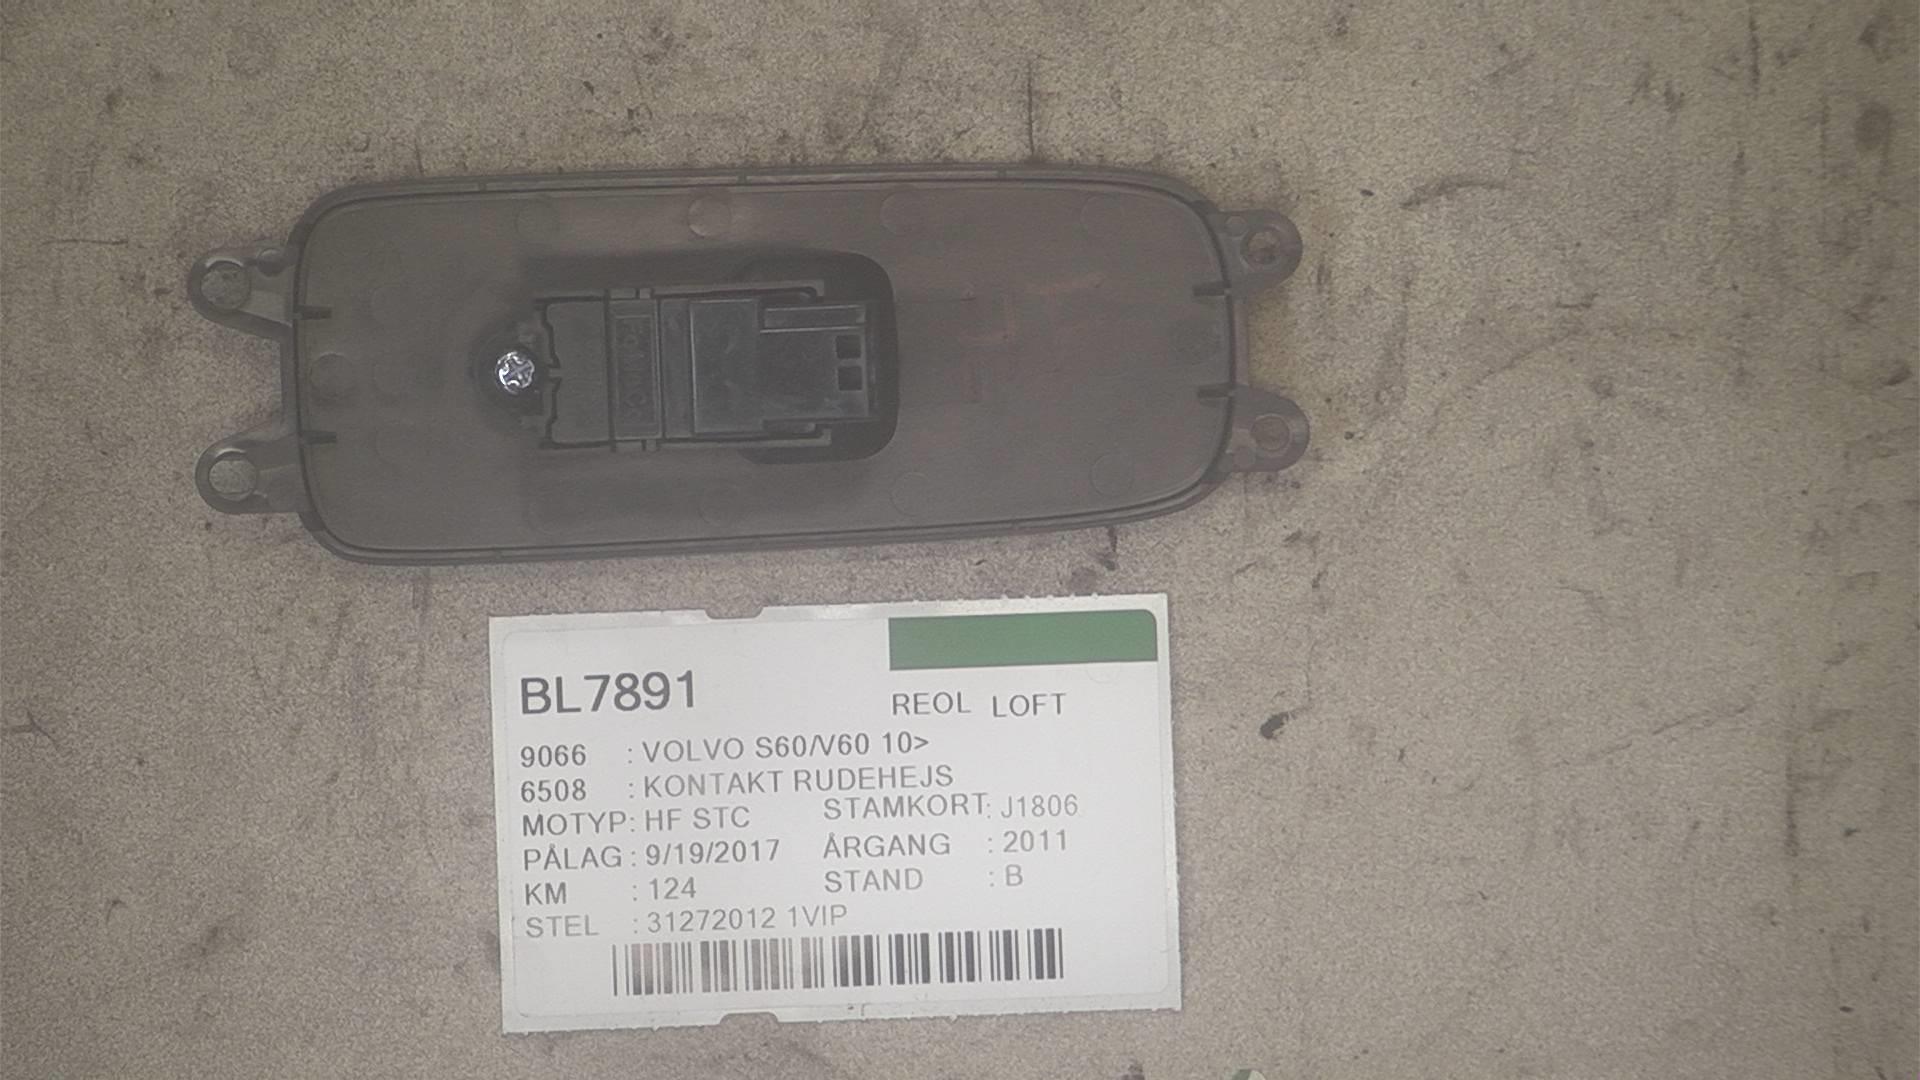 BL7891
REOL LOFT
9066 : VOLVO S60/V60 10>
6508 : KONTAKT RUDEHEJS
MOTYP: HF STC STAMKORT: J1806
PÅLAG : 9/19/2017 ÅRGANG : 2011
KM : 124 STAND : B
STEL : 31272012 1VIP